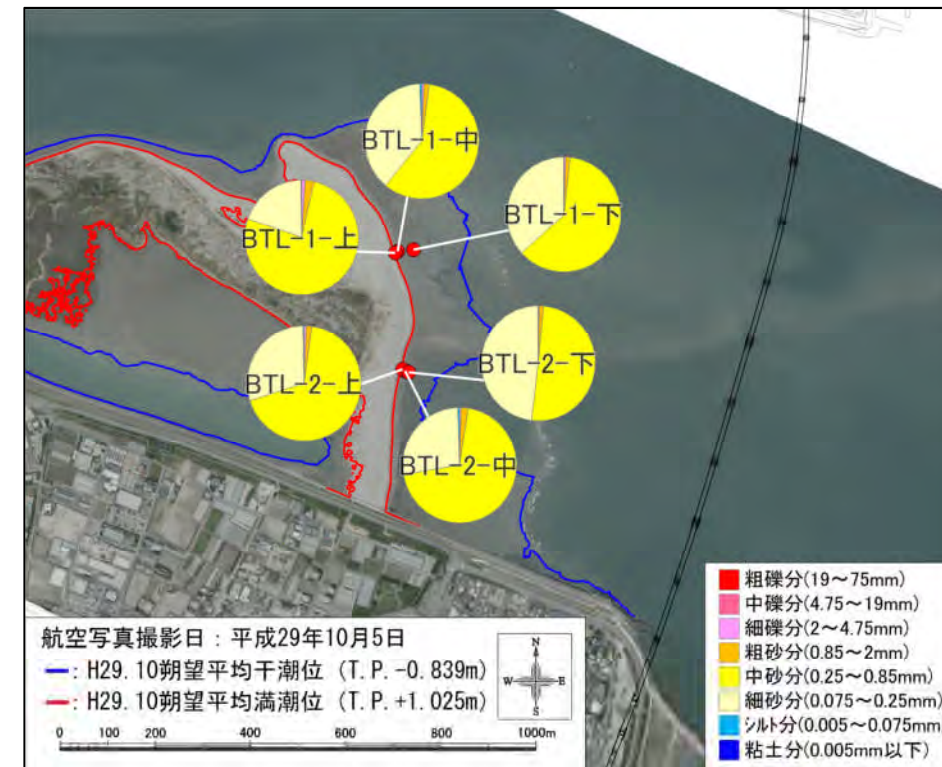 BTL-1-中
BTL-1-下
BTL-1-上
BTL-2-下
BTL-2-上
BTL-2-中
航空写真撮影日：平成29年10月5日
：H29.10朔望平均干潮位 (T.P.-0.839m)
：H29.10朔望平均満潮位 (T.P.+1.025m)
N
W E
S
0 100 200 400 600 800 1000m
粗礫分(19～75mm)
中礫分(4.75～19mm)
細礫分(2～4.75mm)
粗砂分(0.85～2mm)
中砂分(0.25～0.85mm)
細砂分(0.075～0.25mm)
シルト分(0.005～0.075mm
粘土分(0.005mm以下)